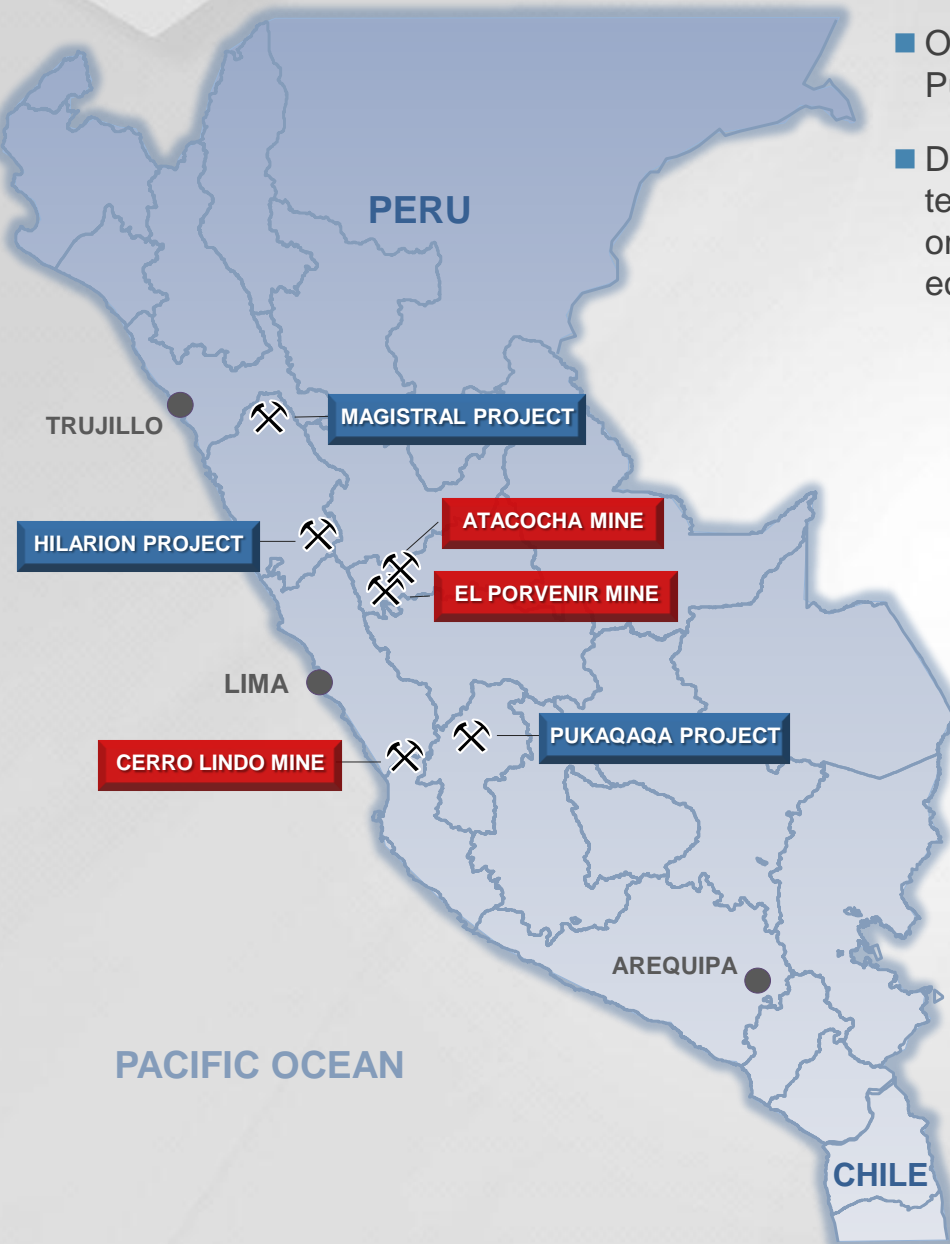 PERU
TRUJILLO
MAGISTRAL PROJECT
ATACOCHA MINE
HILARION PROJECT
EL PORVENIR MINE
LIMA
PUKAQAQA PROJECT
CERRO LINDO MINE
AREQUIPA
PACIFIC OCEAN
CHILE